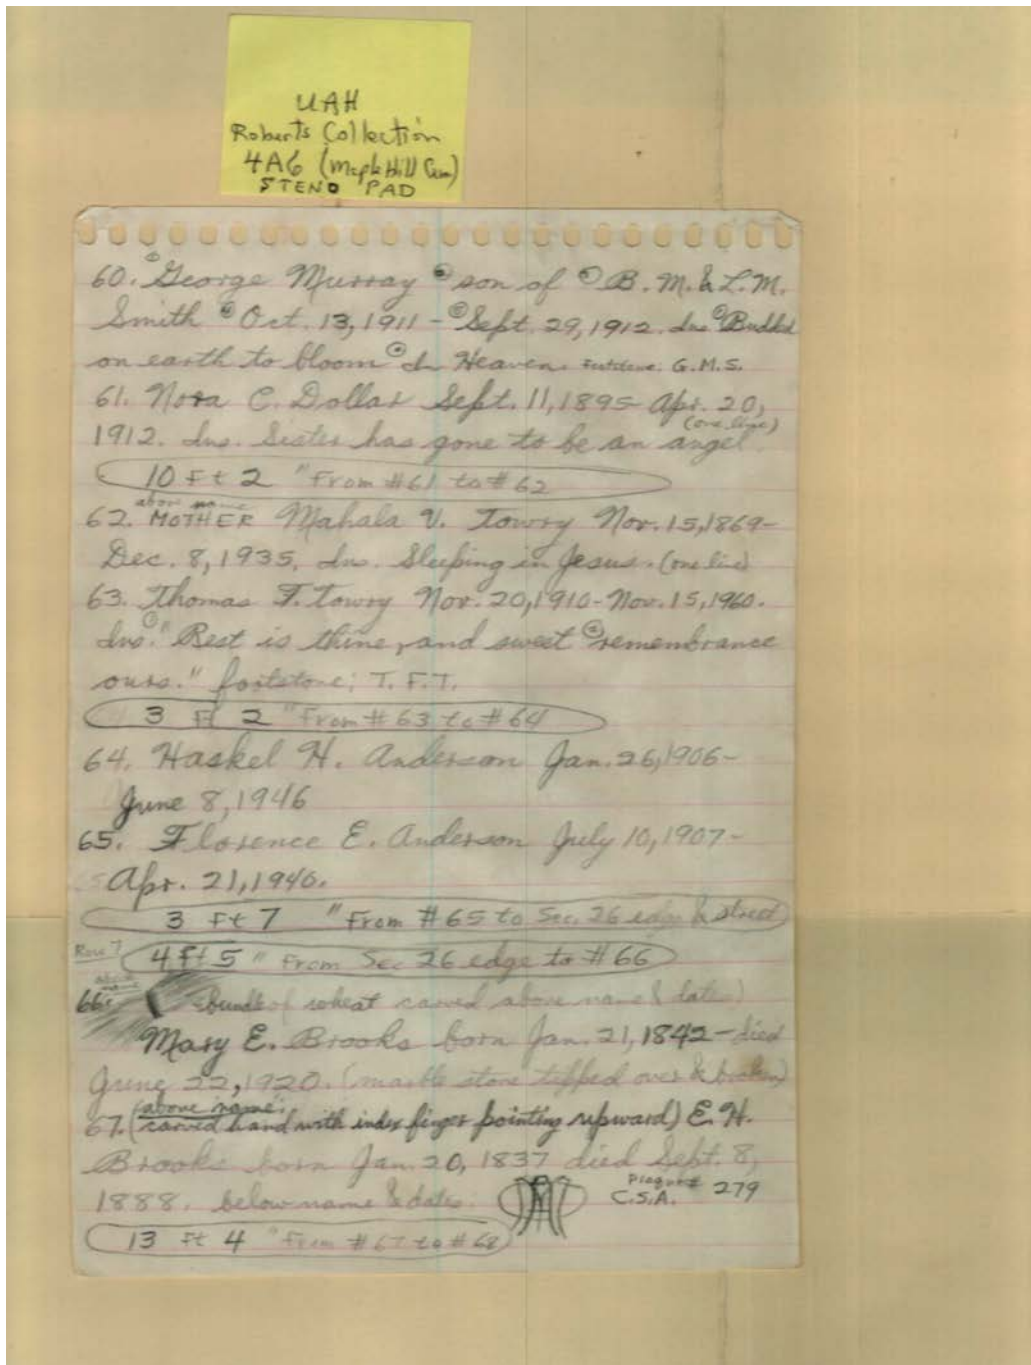 UAH
Roberts Collection
4A6 (Maple Hill Cem)
STENO PAD
60. George Murray © son of © B. M. & L. M.
Smith © Oct. 13, 1911 - © Sept. 29, 1912. Ins. © Budded
on earth to bloom © In Heaven. Footstone: G.M.S.
61. Nora C. Dollar Sept. 11, 1895 - Apr. 20,
(one line)
1912. Ins. Sister has gone to be an angel.
10 Ft 2 " From #61 to #62
above name
62. MOTHER Mahala V. Towry Nov. 15, 1869-
Dec. 8, 1935. Ins. Sleeping in Jesus. (one line)
63. Thomas F. Towry Nov. 20, 1910 - Nov. 15, 1960.
Ins. © "Rest is thine, and sweet © remembrance
ours." footstone: T. F. T.
3 Ft 2 " From #63 to #64
64. Haskel H. Anderson Jan. 26, 1906-
June 8, 1946
65. Florence E. Anderson July 10, 1907-
Apr. 21, 1940.
3 Ft 7 " From #65 to Sec. 26 edge & street
Row 7
4 ft 5 " From Sec 26 edge to #66
above name
66. (bundle of wheat carved above name & dates)
Mary E. Brooks born Jan. 21, 1842 - died
June 22, 1920. (marble stone tipped over & broken)
above name:
67. (carved hand with index finger pointing upward) E. H.
Brooks born Jan. 20, 1837 died Sept. 8,
1888. below name & dates: C.S.A. Plaque # 279
13 Ft 4 " From #67 to #68